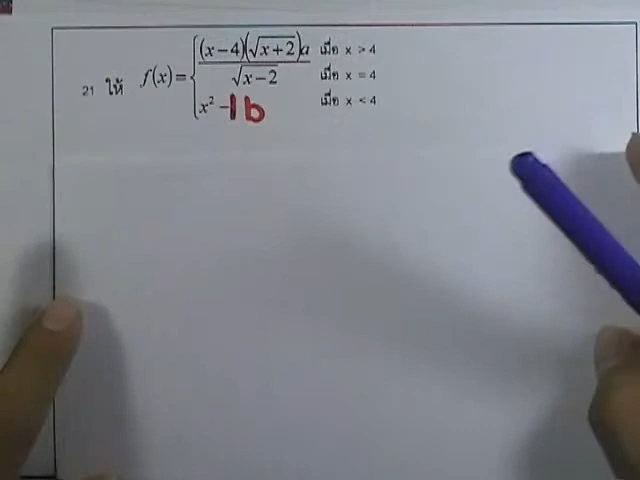 (x-4)(√x+2)a เมื่อ x > 4
21 ให้ f(x) = √x-2 เมื่อ x = 4
x² -1b เมื่อ x < 4